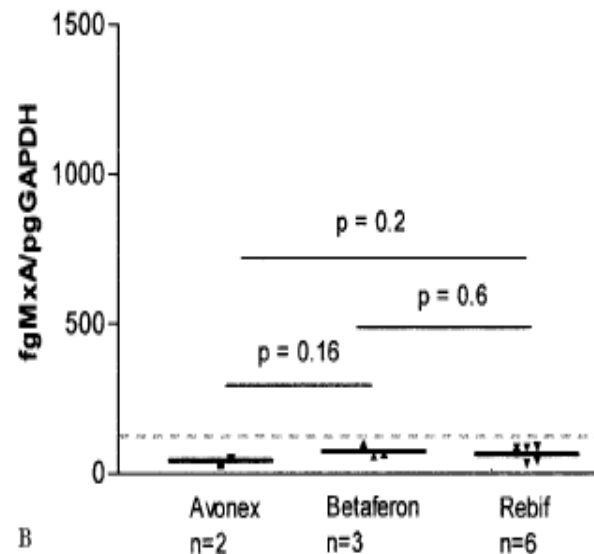 1500
fgMxA/pgGAPDH
1000
p = 0.2
p = 0.6
500
p = 0.16
0
Avonex Betaferon Rebif
B n=2 n=3 n=6